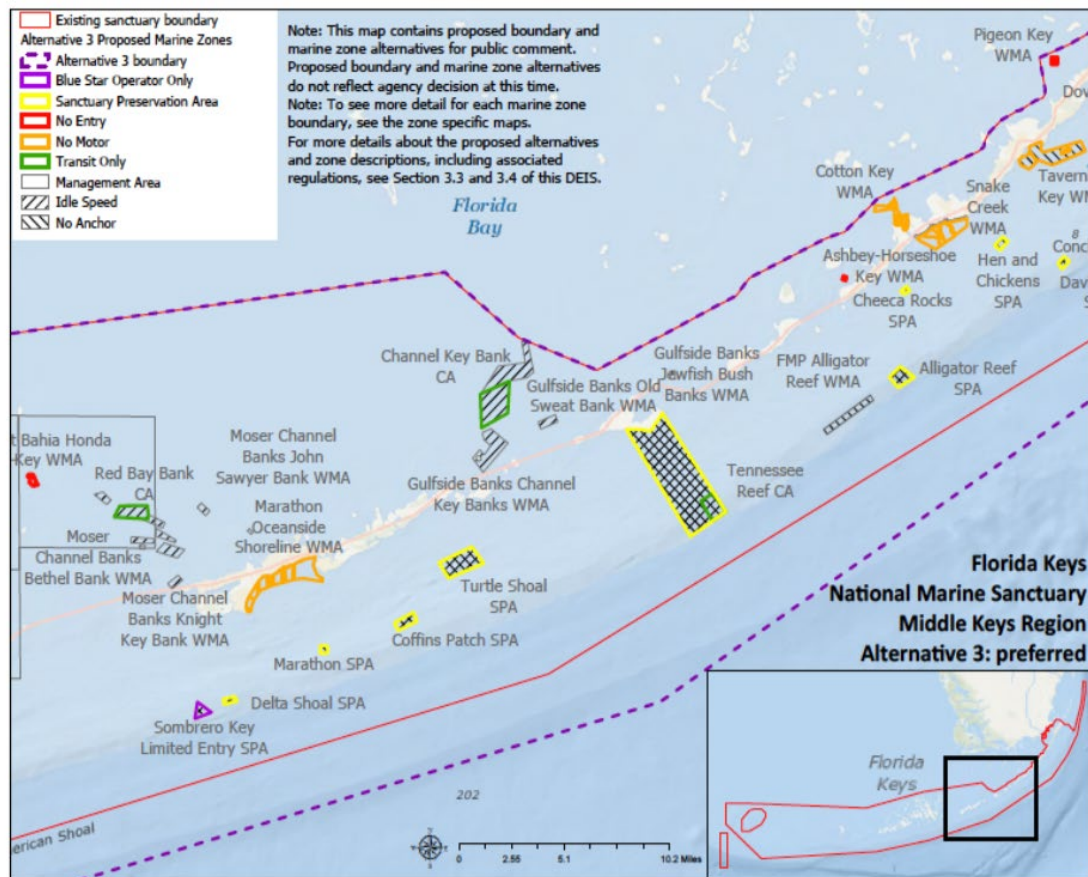 Existing sanctuary boundary
Alternative 3 Proposed Marine Zones
Alternative 3 boundary
Blue Star Operator Only
Sanctuary Preservation Area
No Entry
No Motor
Transit Only
Management Area
Idle Speed
No Anchor
Note: This map contains proposed boundary and
marine zone alternatives for public comment.
Proposed boundary and marine zone alternatives
do not reflect agency decision at this time.
Note: To see more detail for each marine zone
boundary, see the zone specific maps.
For more details about the proposed alternatives
and zone descriptions, including associated
regulations, see Section 3.3 and 3.4 of this DEIS.
Florida
Bay
Pigeon Key
WMA
Dov
Tavern
Key WM
Cotton Key
WMA
Snake
Creek
WMA
8
Conc
Ashbey-Horseshoe
Key WMA
Hen and
Chickens
SPA
Dav
S
Cheeca Rocks
SPA
Channel Key Bank
CA
Gulfside Banks Old
Sweat Bank WMA
Gulfside Banks
Jewfish Bush
Banks WMA
FMP Alligator
Reef WMA
Alligator Reef
SPA
t Bahia Honda
Key WMA
Red Bay Bank
CA
Moser Channel
Banks John
Sawyer Bank WMA
Gulfside Banks Channel
Key Banks WMA
Tennessee
Reef CA
Marathon
Oceanside
Shoreline WMA
Moser
Channel Banks
Bethel Bank WMA
Moser Channel
Banks Knight
Key Bank WMA
Turtle Shoal
SPA
Coffins Patch SPA
Marathon SPA
Delta Shoal SPA
Sombrero Key
Limited Entry SPA
Florida Keys
National Marine Sanctuary
Middle Keys Region
Alternative 3: preferred
202
erican Shoal
0 2.55 5.1 10.2 Miles
Florida
Keys